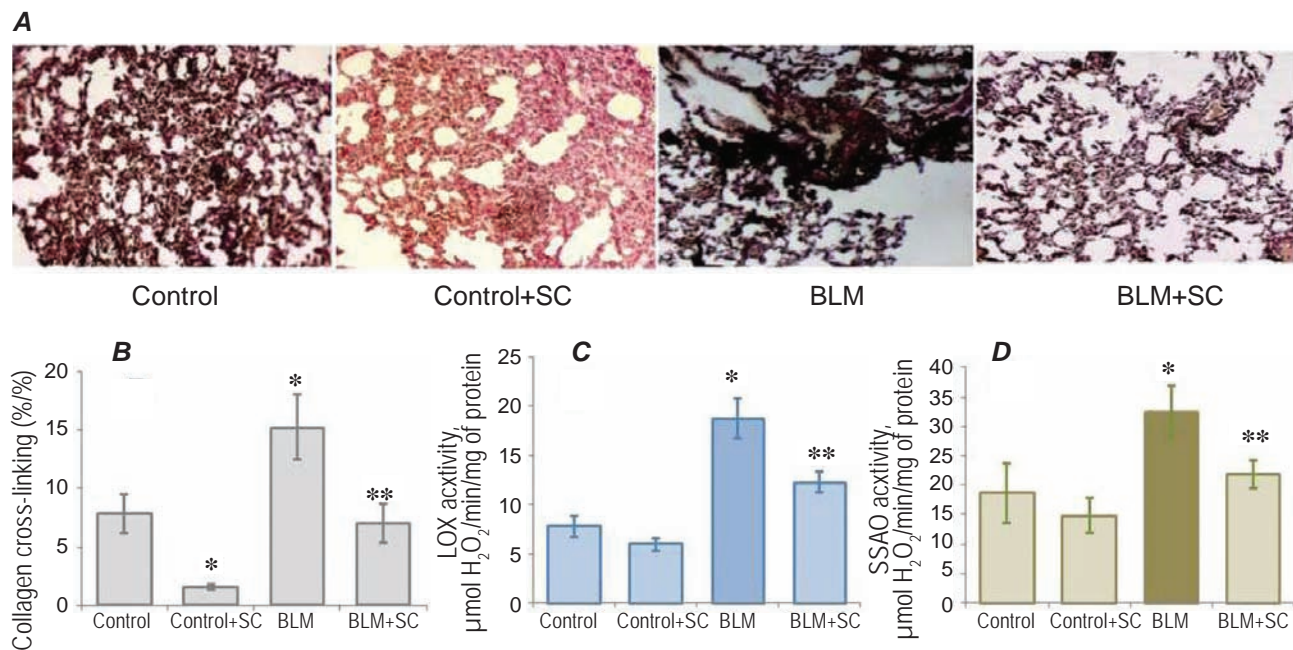 A
Control
Control+SC
BLM
BLM+SC
B
Collagen cross-linking (%/%)
20
15
10
5
0
*
*
**
Control
Control+SC
BLM
BLM+SC
C
LOX acxtivity,
µmol H₂O₂/min/mg of protein
25
20
15
10
5
0
*
**
Control
Control+SC
BLM
BLM+SC
D
SSAO acxtivity,
µmol H₂O₂/min/mg of protein
40
35
30
25
20
15
10
5
0
*
**
Control
Control+SC
BLM
BLM+SC